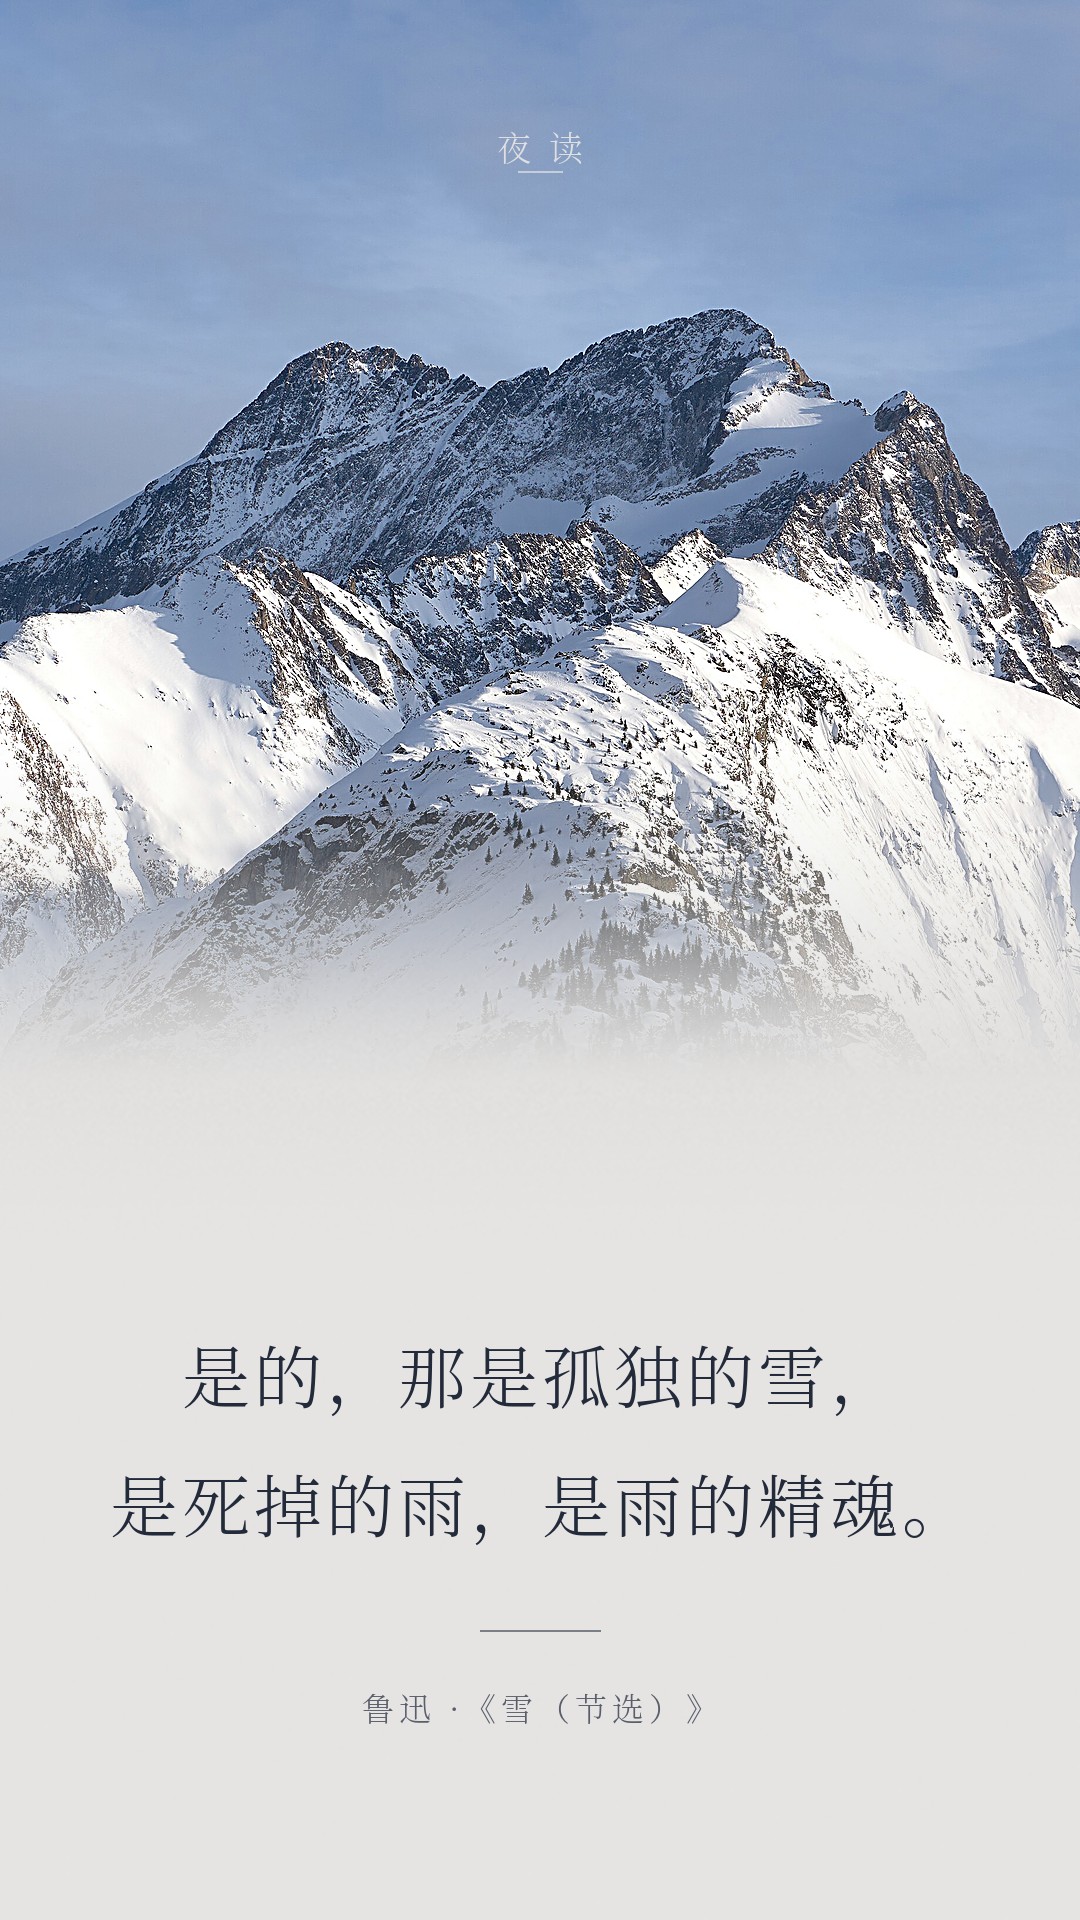 夜 读
是的，那是孤独的雪，
是死掉的雨，是雨的精魂。
鲁迅 ·《雪（节选）》